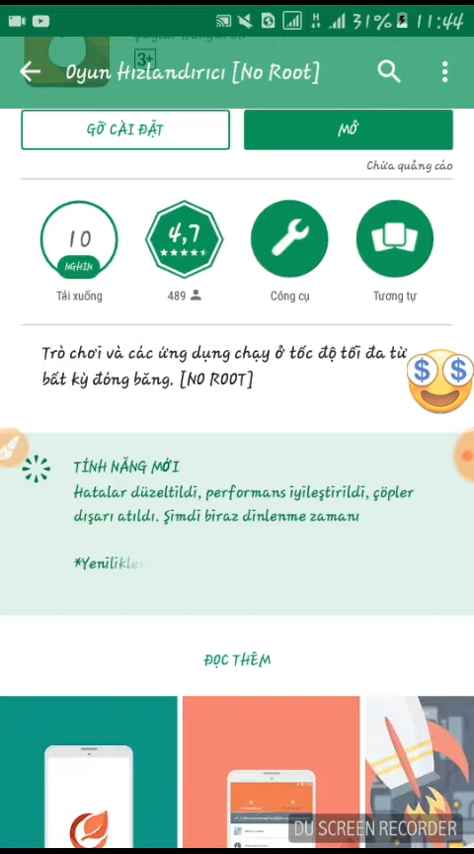 31% 11:44
3+
Oyun Hızlandırıcı [No Root]
GỠ CÀI ĐẶT
MỞ
Chứa quảng cáo
10
NGHÌN
4,7
Tải xuống
489
Công cụ
Tương tự
Trò chơi và các ứng dụng chạy ở tốc độ tối đa từ
bất kỳ đóng băng. [NO ROOT]
TÍNH NĂNG MỚI
Hatalar düzeltildi, performans iyileştirildi, çöpler
dışarı atıldı. Şimdi biraz dinlenme zamanı
*Yenilikle
ĐỌC THÊM
DU SCREEN RECORDER